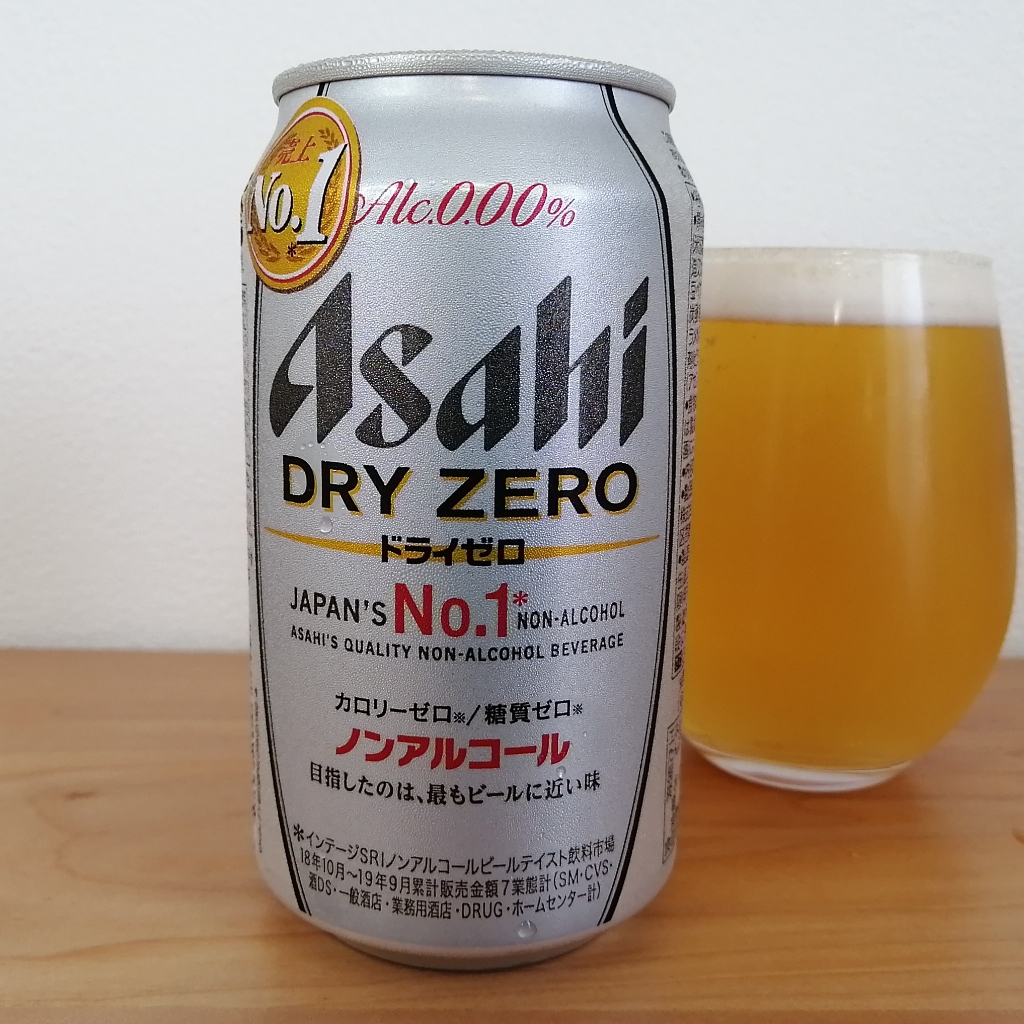 売上
No.1
*
Alc.0.00%
Asahi
DRY ZERO
ドライゼロ
JAPAN'S No.1* NON-ALCOHOL
ASAHI'S QUALITY NON-ALCOHOL BEVERAGE
カロリーゼロ※/糖質ゼロ※
ノンアルコール
目指したのは、最もビールに近い味
*インテージSRIノンアルコールビールテイスト飲料市場
18年10月~19年9月累計販売金額7業態計(SM・CVS・
酒DS・一般酒店・業務用酒店・DRUG・ホームセンター計)